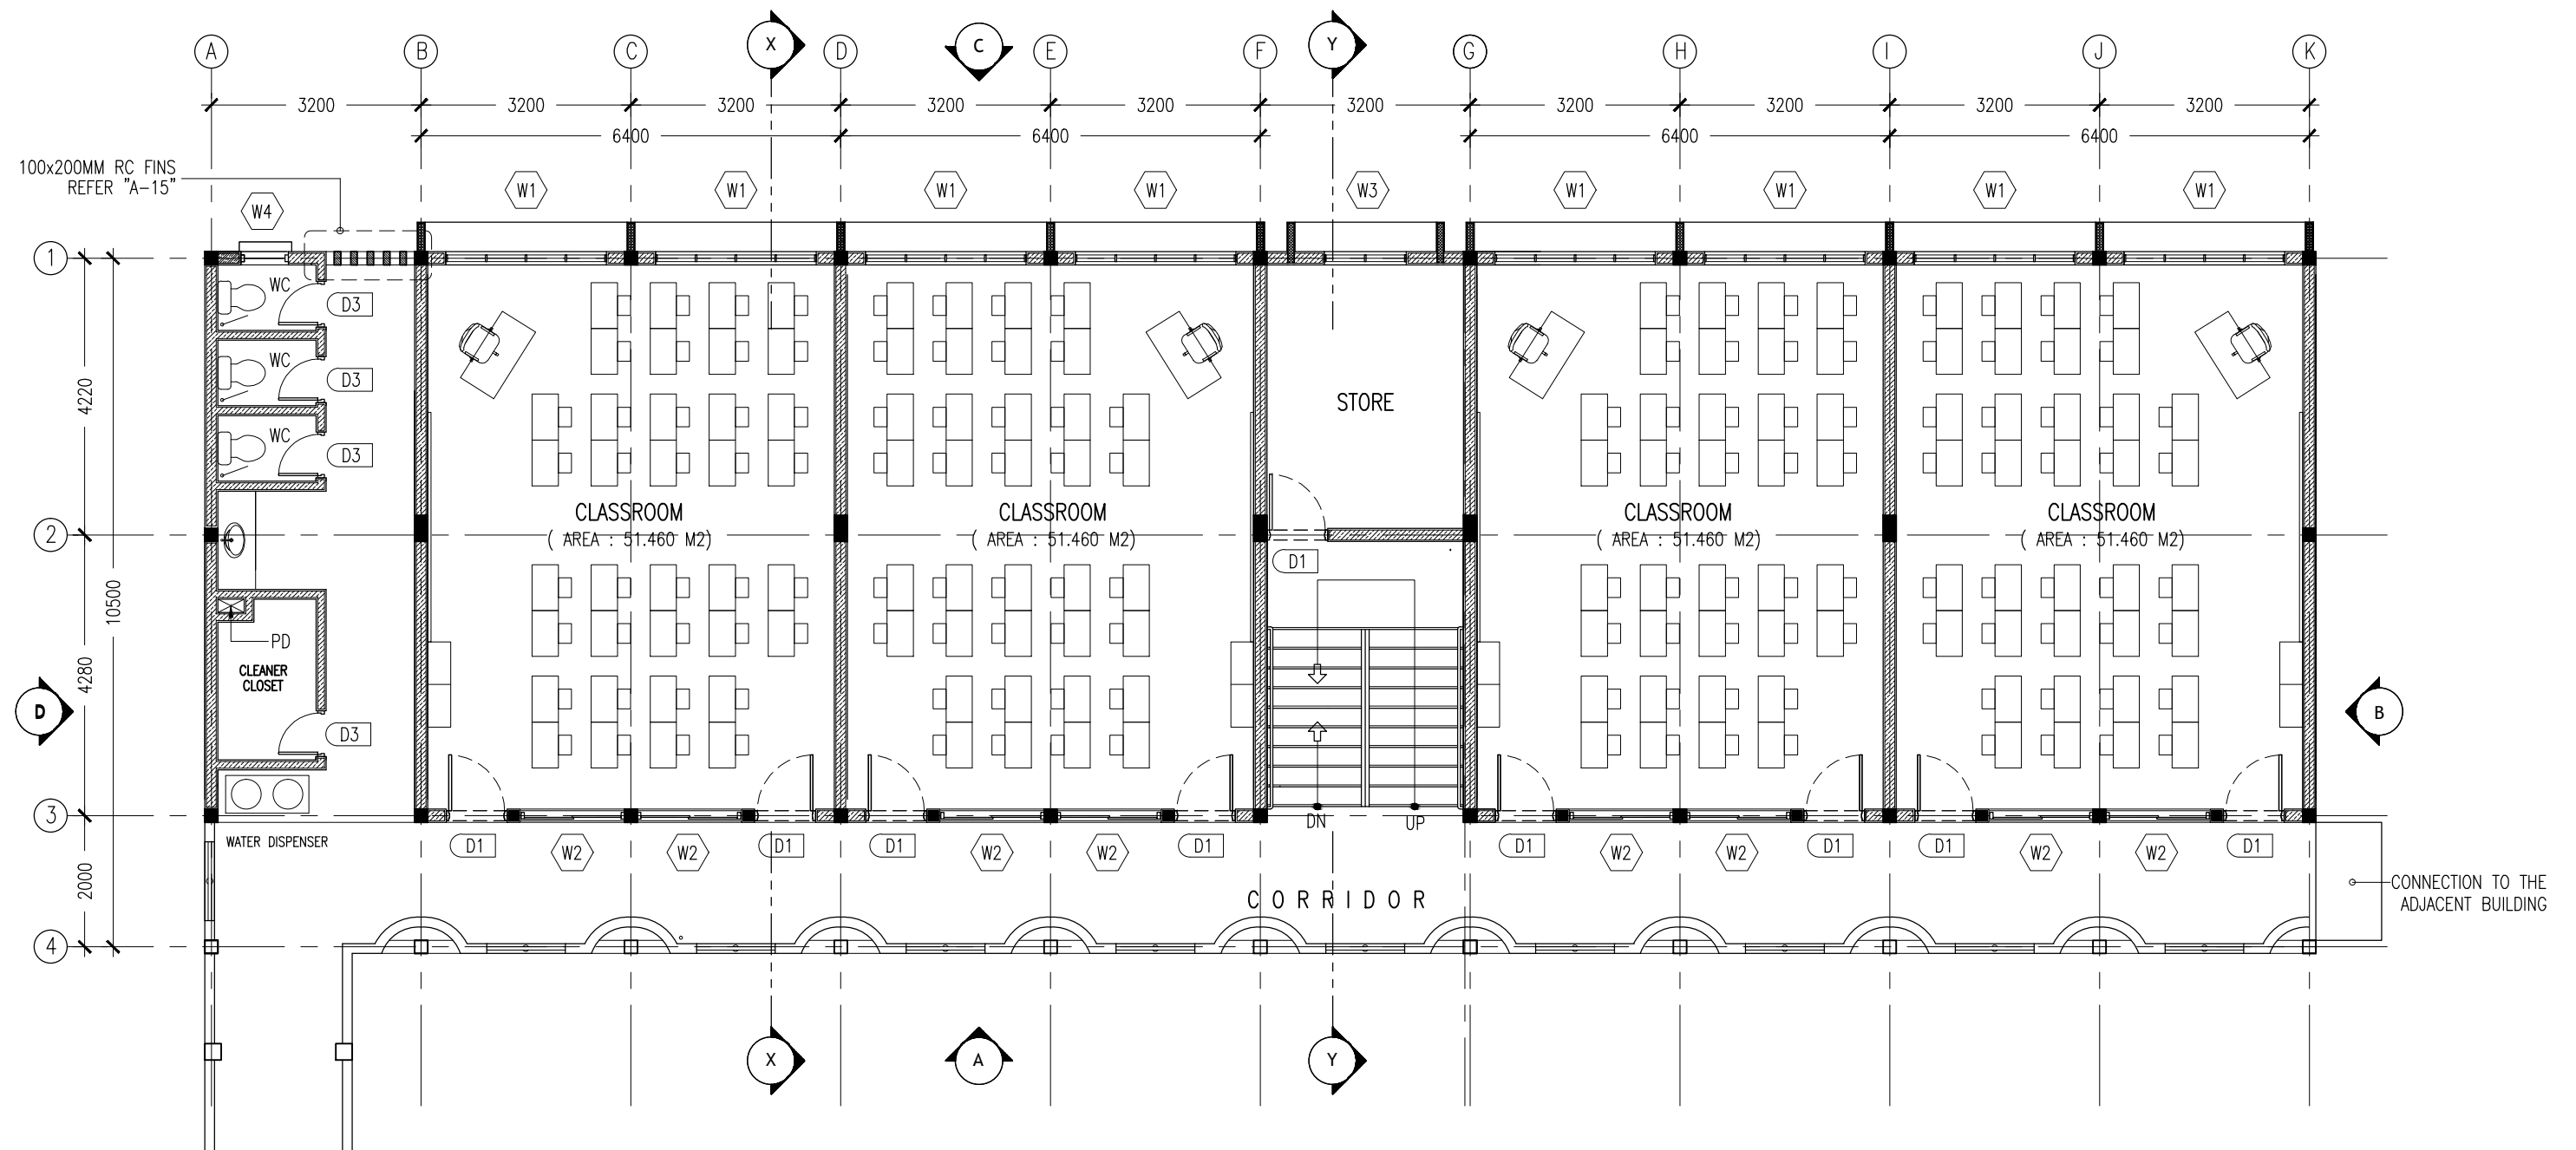 X C Y
A B C D E F G H I J K
3200 3200 3200 3200 3200 3200 3200 3200 3200 3200
6400 6400 6400 6400
100x200MM RC FINS
REFER "A-15"
W1 W1 W1 W1 W3 W1 W1 W1 W1
W4
1
WC D3
WC D3
4220
STORE
WC D3
CLASSROOM CLASSROOM CLASSROOM CLASSROOM
2 ( AREA : 51.460 M2) ( AREA : 51.460 M2) ( AREA : 51.460 M2) ( AREA : 51.460 M2)
D1
10500
PD
4280
CLEANER
CLOSET
D B
D3
3
DN UP
WATER DISPENSER
D1 W2 W2 D1 D1 W2 W2 D1 D1 W2 W2 D1 D1 W2 W2 D1
2000
CORRIDOR
CONNECTION TO THE
ADJACENT BUILDING
4
X A Y